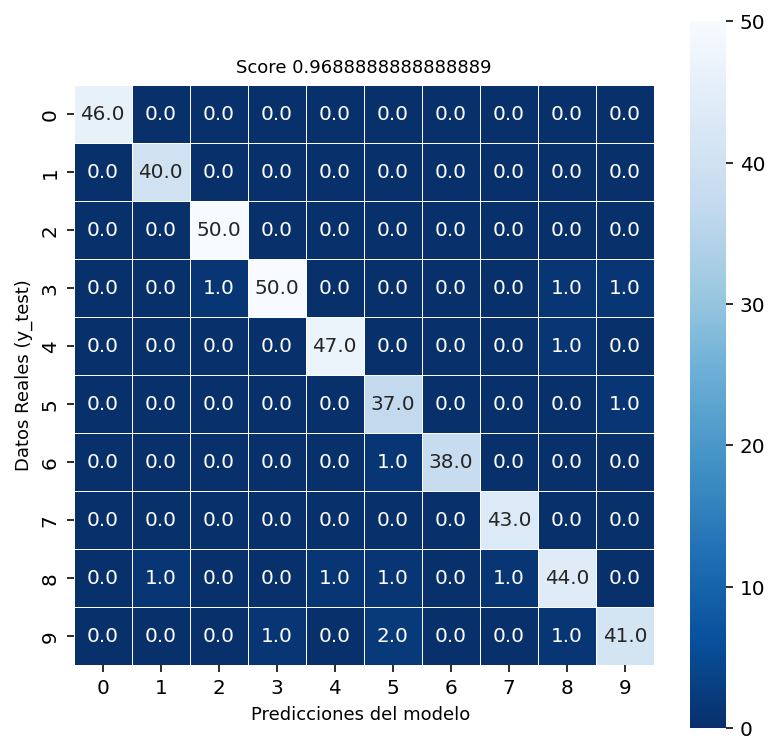 Score 0.9688888888888889
0 46.0 0.0 0.0 0.0 0.0 0.0 0.0 0.0 0.0 0.0
1 0.0 40.0 0.0 0.0 0.0 0.0 0.0 0.0 0.0 0.0
2 0.0 0.0 50.0 0.0 0.0 0.0 0.0 0.0 0.0 0.0
3 0.0 0.0 1.0 50.0 0.0 0.0 0.0 0.0 1.0 1.0
4 0.0 0.0 0.0 0.0 47.0 0.0 0.0 0.0 1.0 0.0
5 0.0 0.0 0.0 0.0 0.0 37.0 0.0 0.0 0.0 1.0
6 0.0 0.0 0.0 0.0 0.0 1.0 38.0 0.0 0.0 0.0
7 0.0 0.0 0.0 0.0 0.0 0.0 0.0 43.0 0.0 0.0
8 0.0 1.0 0.0 0.0 1.0 1.0 0.0 1.0 44.0 0.0
9 0.0 0.0 0.0 1.0 0.0 2.0 0.0 0.0 1.0 41.0
0 1 2 3 4 5 6 7 8 9
Predicciones del modelo
Datos Reales (y_test)
50
40
30
20
10
0